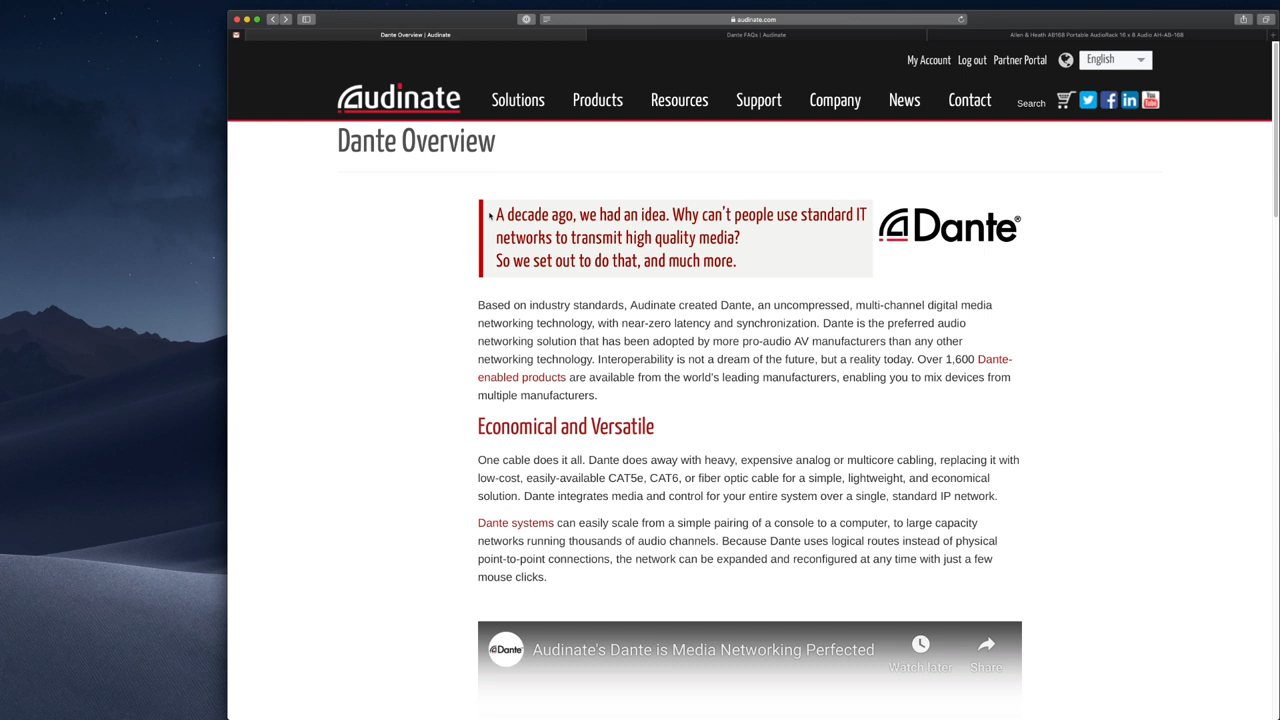 audinate.com
Dante Overview | Audinate
Dante FAQs | Audinate
Allen & Heath AB168 Portable AudioRack 16 x 8 Audio AH-AB-168
My Account Log out Partner Portal English
Audinate Solutions Products Resources Support Company News Contact Search
You Tube
Dante Overview
A decade ago, we had an idea. Why can't people use standard IT
networks to transmit high quality media?
So we set out to do that, and much more.
Dante®
Based on industry standards, Audinate created Dante, an uncompressed, multi-channel digital media
networking technology, with near-zero latency and synchronization. Dante is the preferred audio
networking solution that has been adopted by more pro-audio AV manufacturers than any other
networking technology. Interoperability is not a dream of the future, but a reality today. Over 1,600 Dante-
enabled products are available from the world's leading manufacturers, enabling you to mix devices from
multiple manufacturers.
Economical and Versatile
One cable does it all. Dante does away with heavy, expensive analog or multicore cabling, replacing it with
low-cost, easily-available CAT5e, CAT6, or fiber optic cable for a simple, lightweight, and economical
solution. Dante integrates media and control for your entire system over a single, standard IP network.
Dante systems can easily scale from a simple pairing of a console to a computer, to large capacity
networks running thousands of audio channels. Because Dante uses logical routes instead of physical
point-to-point connections, the network can be expanded and reconfigured at any time with just a few
mouse clicks.
Dante Audinate's Dante is Media Networking Perfected
Watch later Share